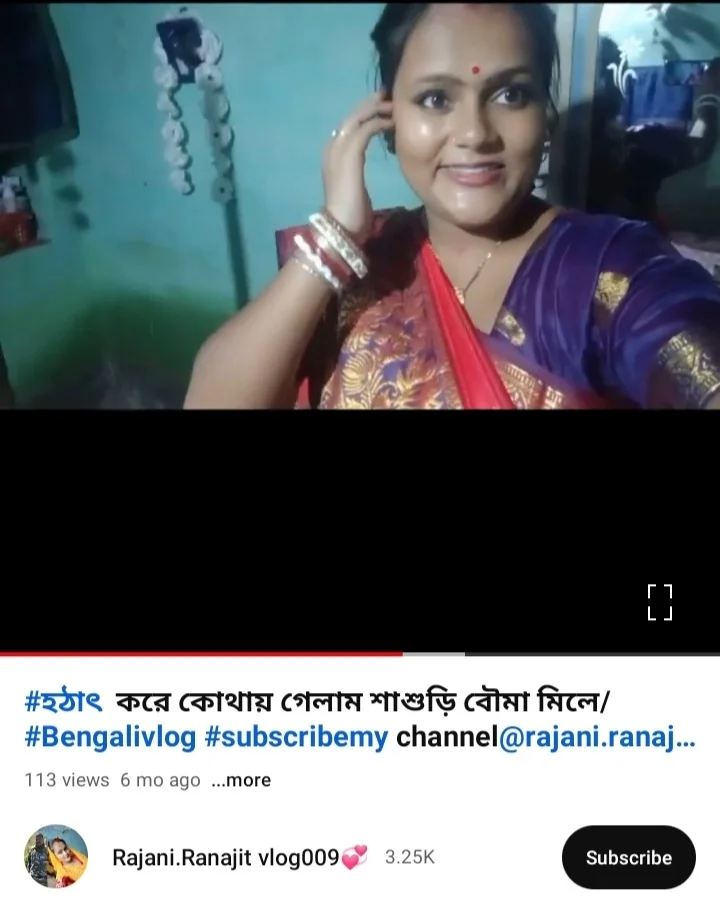 #হঠাৎ করে কোথায় গেলাম শাশুড়ি বৌমা মিলে/
#Bengalivlog #subscribemy channel@rajani.ranaj...
113 views 6 mo ago ...more
Rajani.Ranajit vlog009💞 3.25K
Subscribe